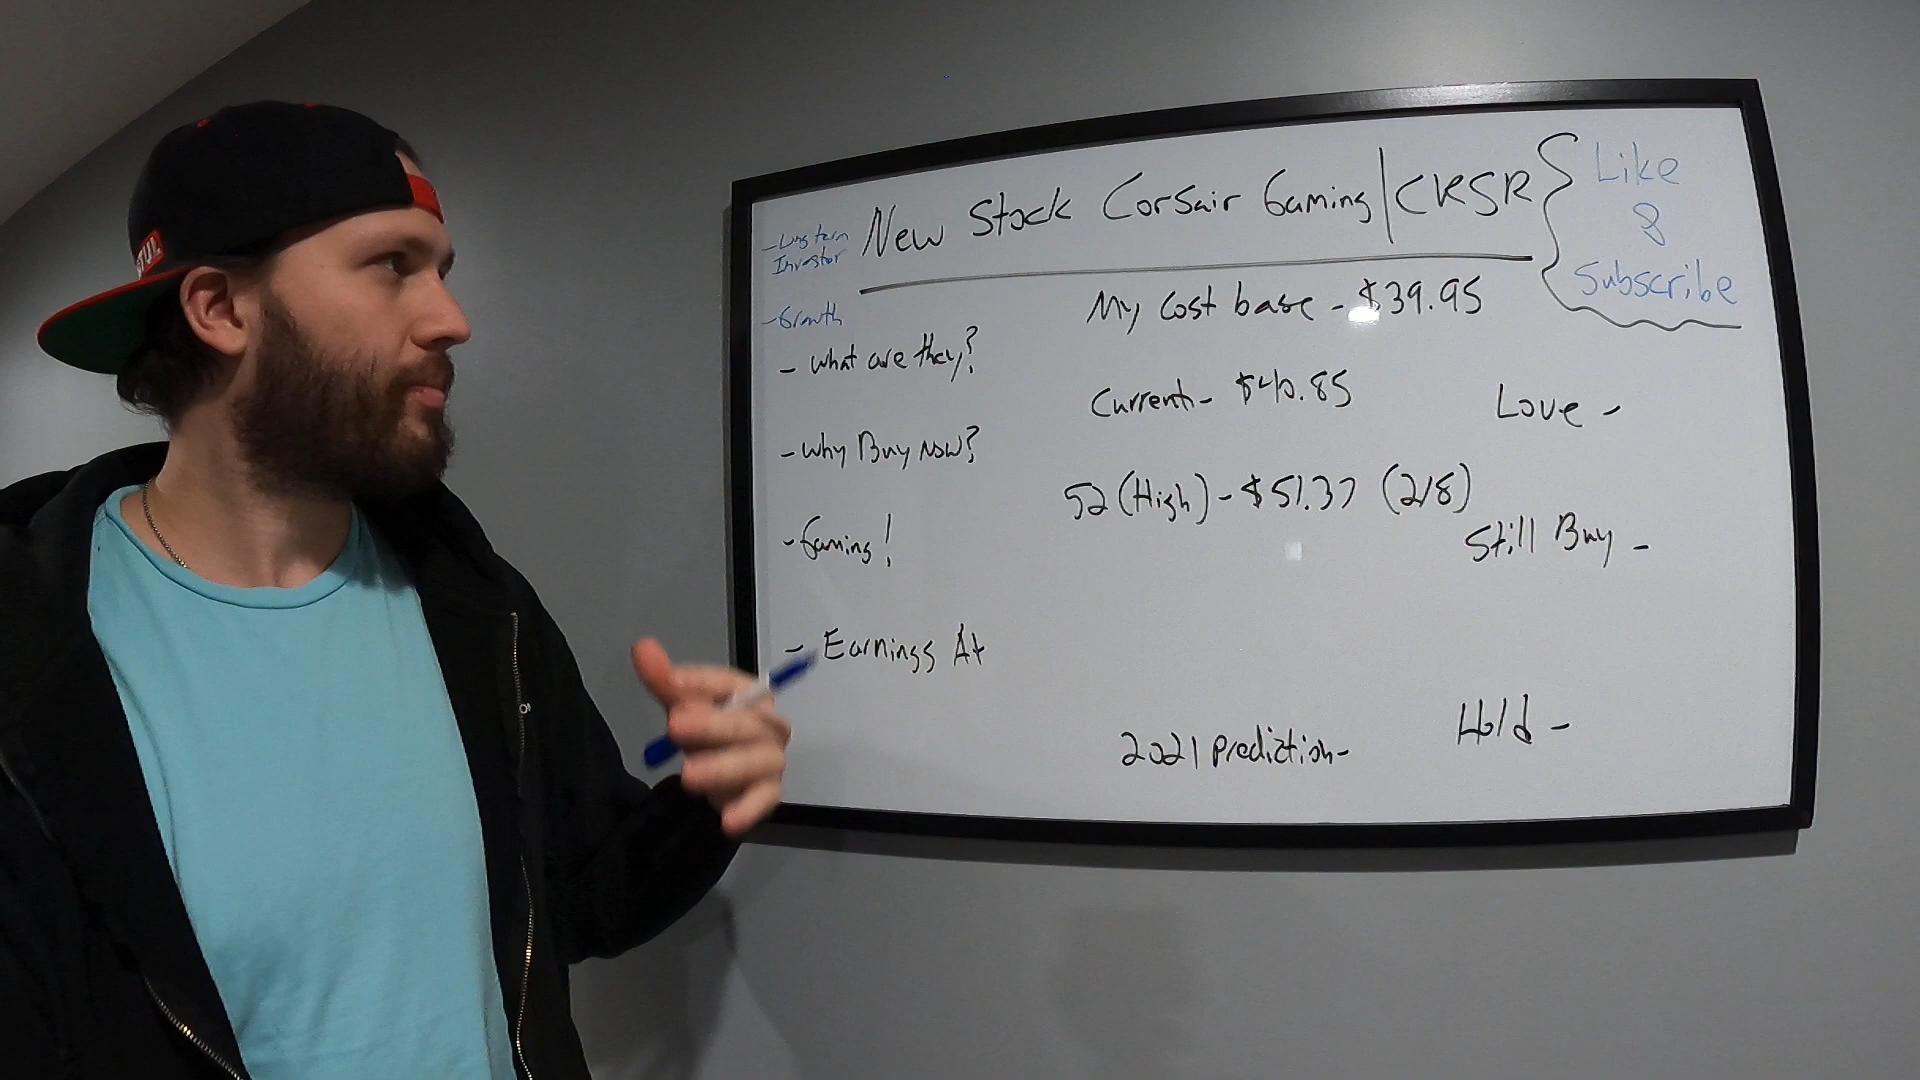 New Stock Corsair Gaming | CRSR
Like
&
Subscribe
- Long term
Investor
- Growth
- What are they?
- Why Buy Now?
- Gaming!
- Earnings At
My Cost base - $39.95
Current - $40.85
52 (High) - $51.37 (2/8)
2021 Prediction -
Love -
Still Buy -
Hold -